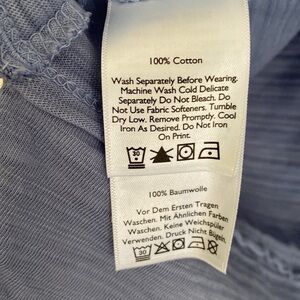 100% Cotton
Wash Separately Before Wearing.
Machine Wash Cold Delicate
Separately Do Not Bleach. Do
Not Use Fabric Softeners. Tumble
Dry Low. Remove Promptly. Cool
Iron As Desired. Do Not Iron
On Print.
30
100% Baumwolle
Vor Dem Ersten Tragen
Waschen. Mit Ähnlichen Farben
Waschen. Keine Weichspüler
Verwenden. Druck Nicht Bügeln.
30